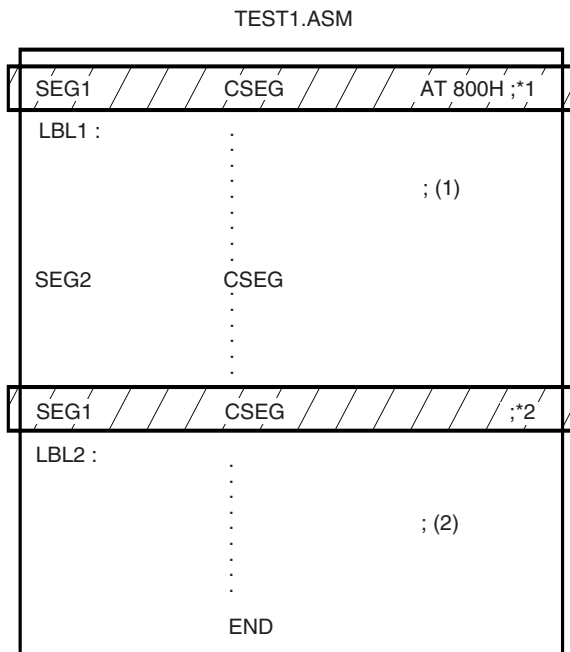 TEST1.ASM
SEG1 CSEG AT 800H ;*1
LBL1 :
; (1)
SEG2 CSEG
SEG1 CSEG ;*2
LBL2 :
; (2)
END